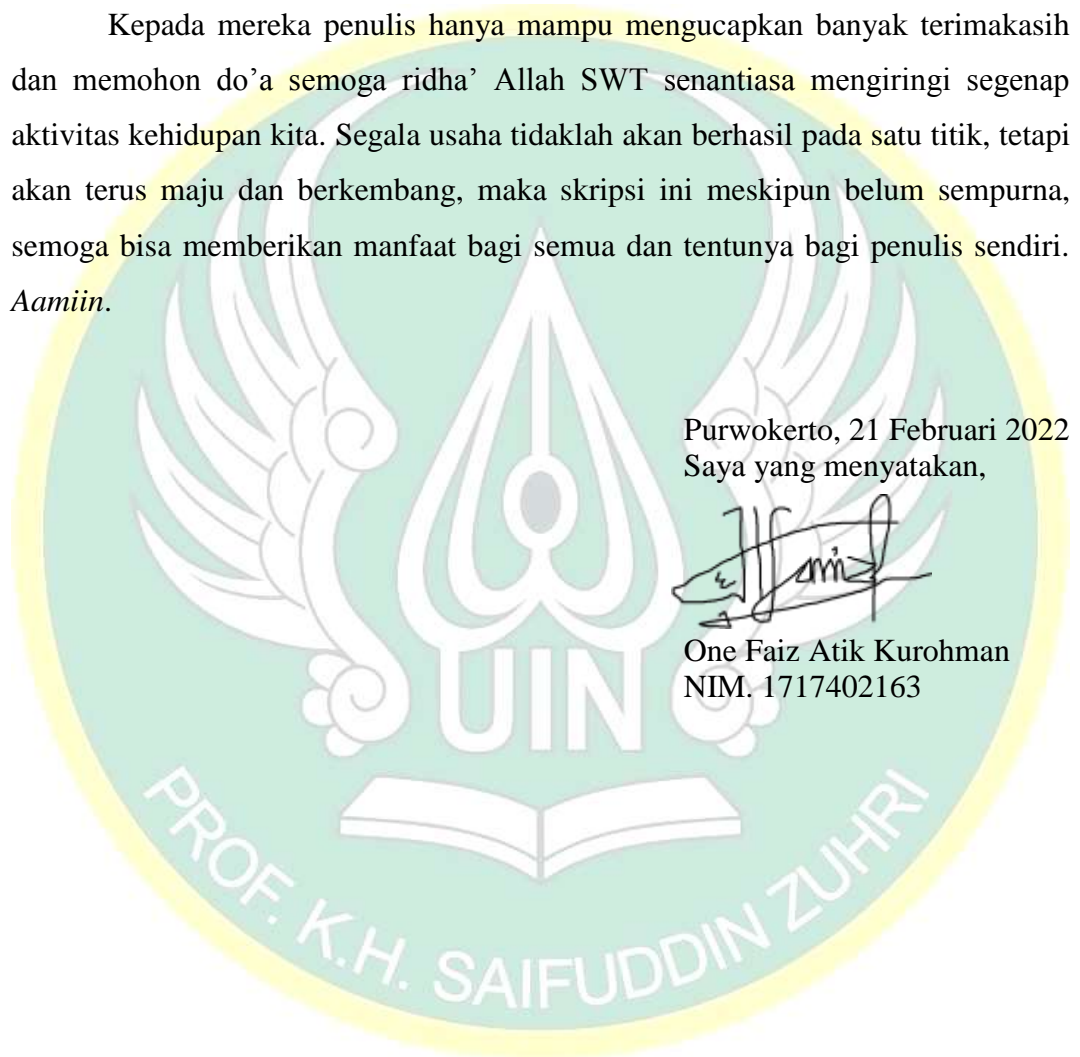 Kepada mereka penulis hanya mampu mengucapkan banyak terimakasih
dan memohon do’a semoga ridha’ Allah SWT senantiasa mengiringi segenap
aktivitas kehidupan kita. Segala usaha tidaklah akan berhasil pada satu titik, tetapi
akan terus maju dan berkembang, maka skripsi ini meskipun belum sempurna,
semoga bisa memberikan manfaat bagi semua dan tentunya bagi penulis sendiri.
Aamiin.
Purwokerto, 21 Februari 2022
Saya yang menyatakan,
One Faiz Atik Kurohman
NIM. 1717402163
UIN
PROF. K.H. SAIFUDDIN ZUHRI